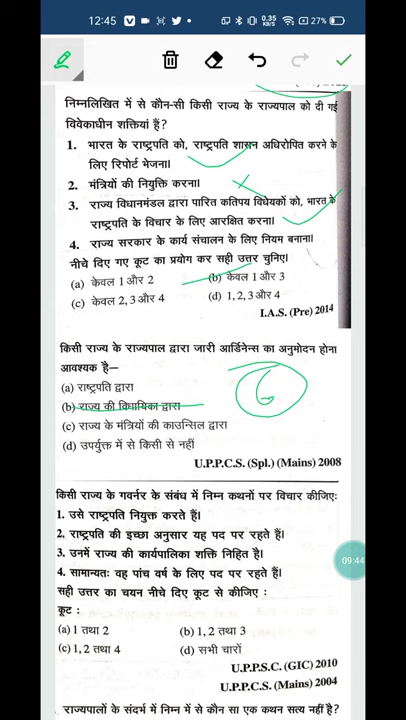 12:45
0.35
KB/S
27%
निम्नलिखित में से कौन-सी किसी राज्य के राज्यपाल को दी गई
विवेकाधीन शक्तियां हैं?
1. भारत के राष्ट्रपति को, राष्ट्रपति शासन अधिरोपित करने के
लिए रिपोर्ट भेजना।
2. मंत्रियों की नियुक्ति करना।
3. राज्य विधानमंडल द्वारा पारित कतिपय विधेयकों को, भारत के
राष्ट्रपति के विचार के लिए आरक्षित करना।
4. राज्य सरकार के कार्य संचालन के लिए नियम बनाना।
नीचे दिए गए कूट का प्रयोग कर सही उत्तर चुनिए।
(a) केवल 1 और 2 (b) केवल 1 और 3
(c) केवल 2, 3 और 4 (d) 1, 2, 3 और 4
I.A.S. (Pre) 2014
किसी राज्य के राज्यपाल द्वारा जारी आर्डिनेन्स का अनुमोदन होना
आवश्यक है—
(a) राष्ट्रपति द्वारा
(b) राज्य की विधायिका द्वारा
(c) राज्य के मंत्रियों की काउन्सिल द्वारा
(d) उपर्युक्त में से किसी से नहीं
6
U.P.P.C.S. (Spl.) (Mains) 2008
किसी राज्य के गवर्नर के संबंध में निम्न कथनों पर विचार कीजिए:
1. उसे राष्ट्रपति नियुक्त करते हैं।
2. राष्ट्रपति की इच्छा अनुसार यह पद पर रहते हैं।
3. उनमें राज्य की कार्यपालिका शक्ति निहित है।
4. सामान्यतः वह पांच वर्ष के लिए पद पर रहते हैं।
सही उत्तर का चयन नीचे दिए कूट से कीजिए :
कूट :
(a) 1 तथा 2 (b) 1, 2 तथा 3
(c) 1, 2 तथा 4 (d) सभी चारों
U.P.P.S.C. (GIC) 2010
U.P.P.C.S. (Mains) 2004
राज्यपालों के संदर्भ में निम्न में से कौन सा एक कथन सत्य नहीं है?
09:44